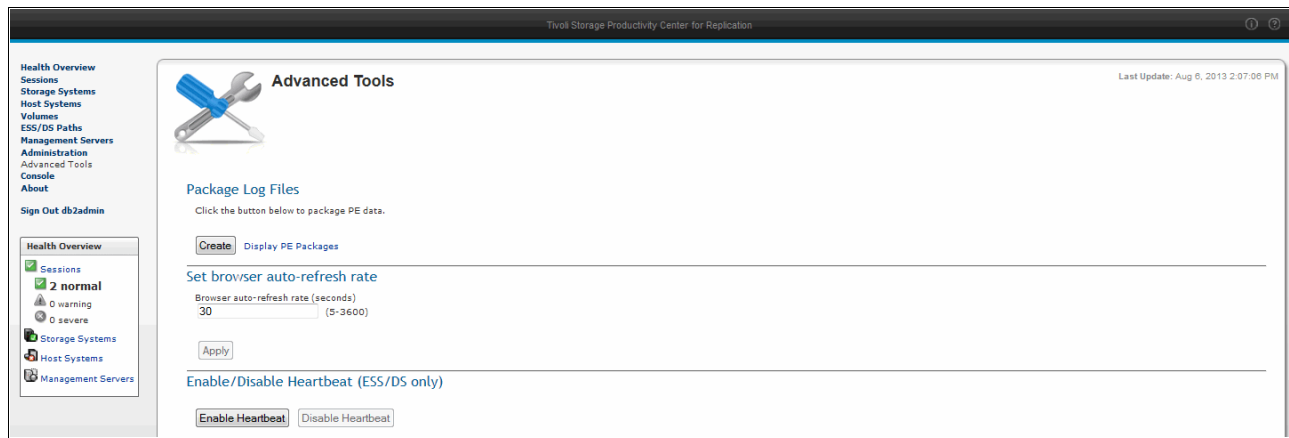 Tivoli Storage Productivity Center for Replication
Health Overview
Sessions
Storage Systems
Host Systems
Volumes
ESS/DS Paths
Management Servers
Administration
Advanced Tools
Console
About
Sign Out db2admin
Health Overview
Sessions
2 normal
0 warning
0 severe
Storage Systems
Host Systems
Management Servers
Advanced Tools
Last Update: Aug 6, 2013 2:07:06 PM
Package Log Files
Click the button below to package PE data.
Create Display PE Packages
Set browser auto-refresh rate
Browser auto-refresh rate (seconds)
30 (5-3600)
Apply
Enable/Disable Heartbeat (ESS/DS only)
Enable Heartbeat Disable Heartbeat